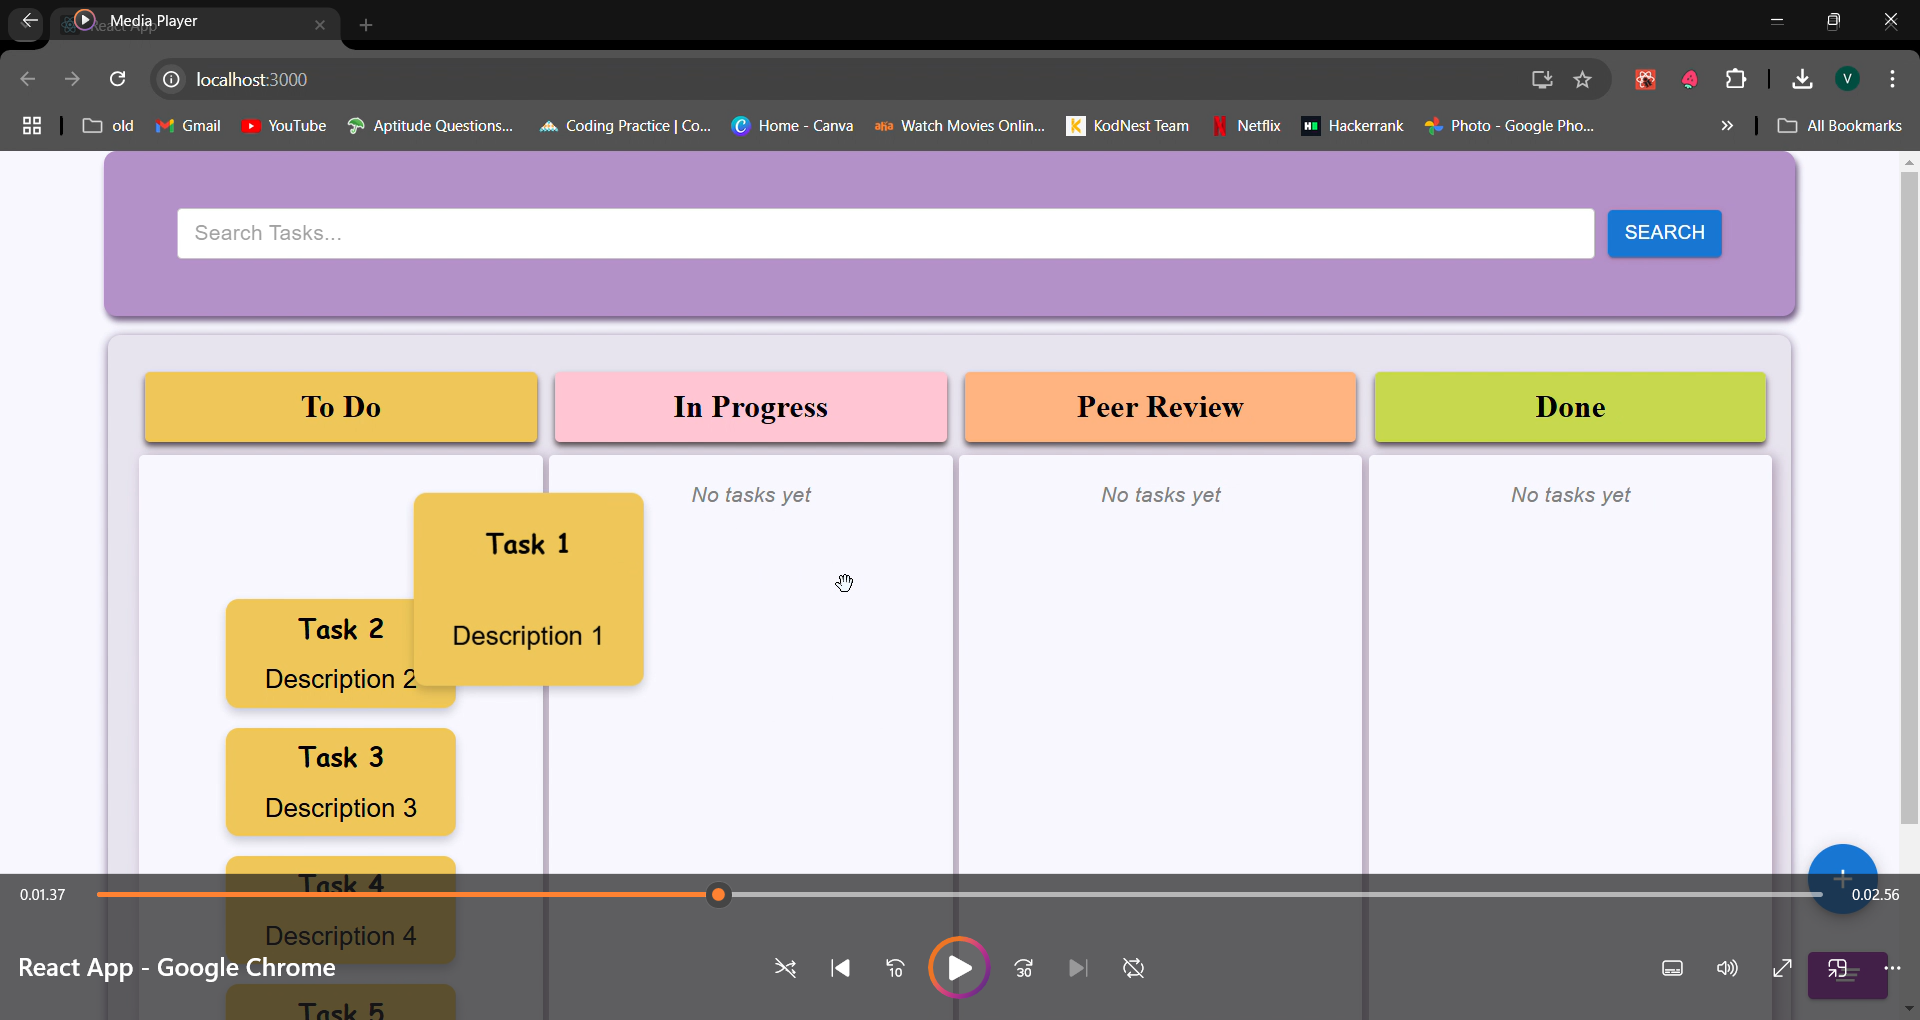 Media Player
React App
localhost:3000
V
old
Gmail
YouTube
Aptitude Questions...
Coding Practice | Co...
Home - Canva
aha
Watch Movies Onlin...
KodNest Team
Netflix
Hackerrank
Photo - Google Pho...
All Bookmarks
Search Tasks...
SEARCH
To Do
In Progress
Peer Review
Done
No tasks yet
No tasks yet
No tasks yet
Task 1
Description 1
Task 2
Description 2
Task 3
Description 3
Task 4
0.01.37
0.02.56
Description 4
React App - Google Chrome
10
30
Task 5